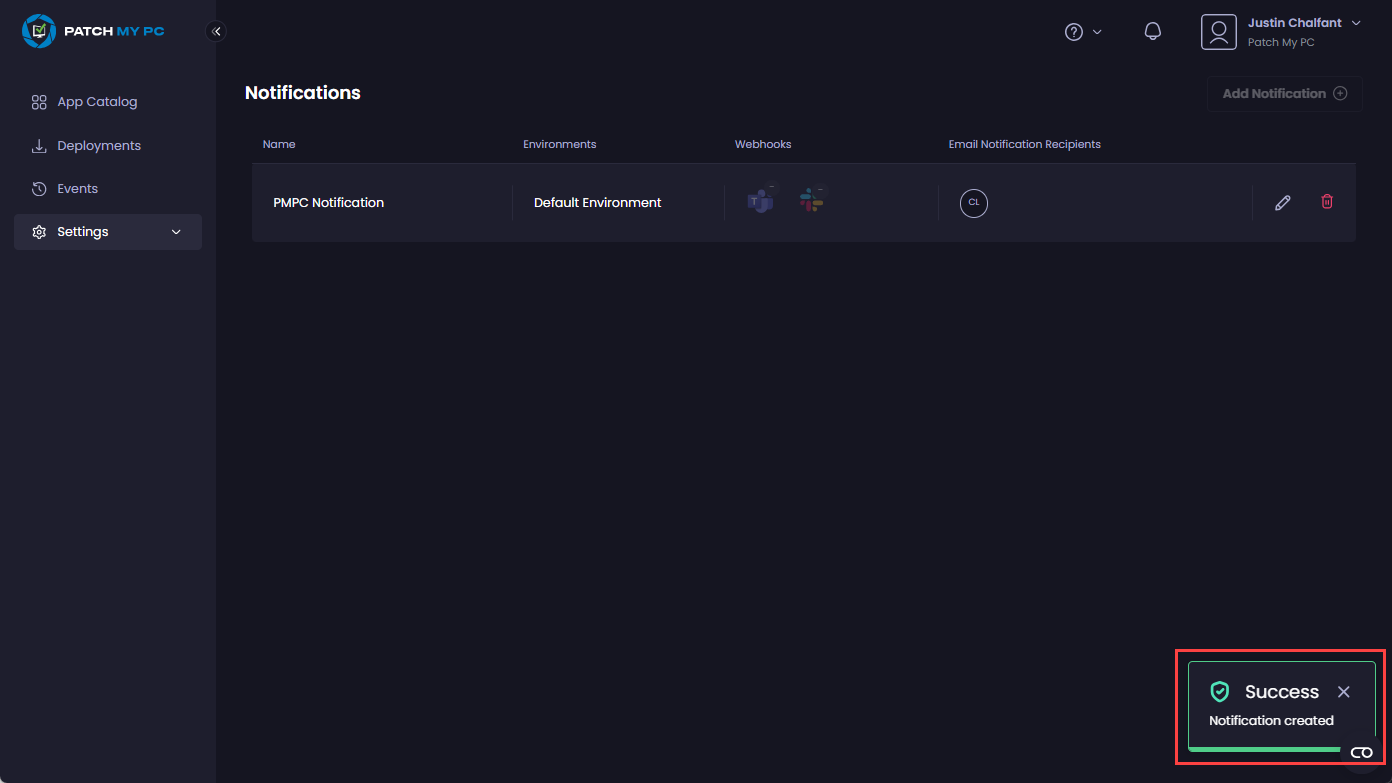 PATCH MY PC
Justin Chalfant
Patch My PC
App Catalog
Deployments
Events
Settings
Notifications
Add Notification
Name Environments Webhooks Email Notification Recipients
PMPC Notification Default Environment T CL
Success
Notification created